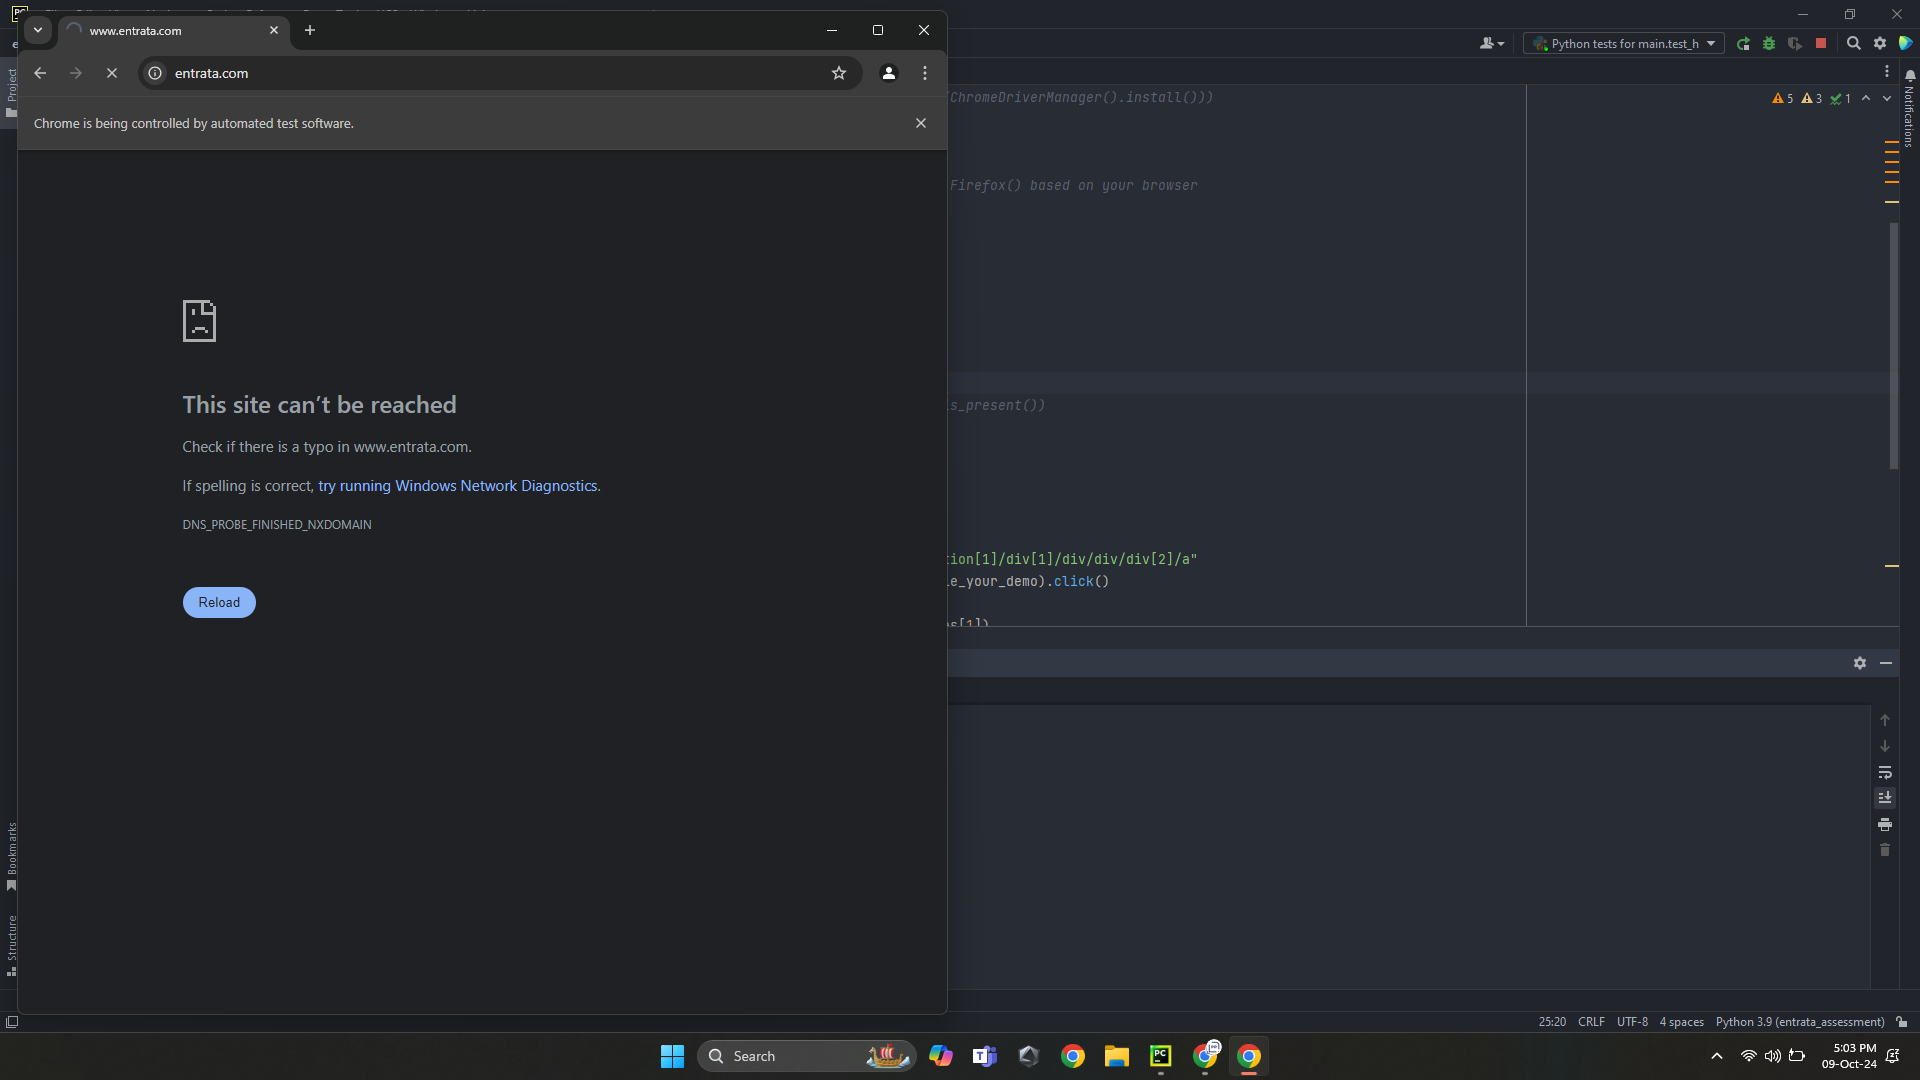 PC
www.entrata.com
entrata.com
Chrome is being controlled by automated test software.
This site can’t be reached
Check if there is a typo in www.entrata.com.
If spelling is correct, try running Windows Network Diagnostics.
DNS_PROBE_FINISHED_NXDOMAIN
Reload
Python tests for main.test_h
Project
Bookmarks
Structure
Notifications
ChromeDriverManager().install()))
5 3 1
Firefox() based on your browser
s_present())
ion[1]/div[1]/div/div/div[2]/a"
e_your_demo).click()
s[1])
25:20 CRLF UTF-8 4 spaces Python 3.9 (entrata_assessment)
Search
PC
5:03 PM
09-Oct-24